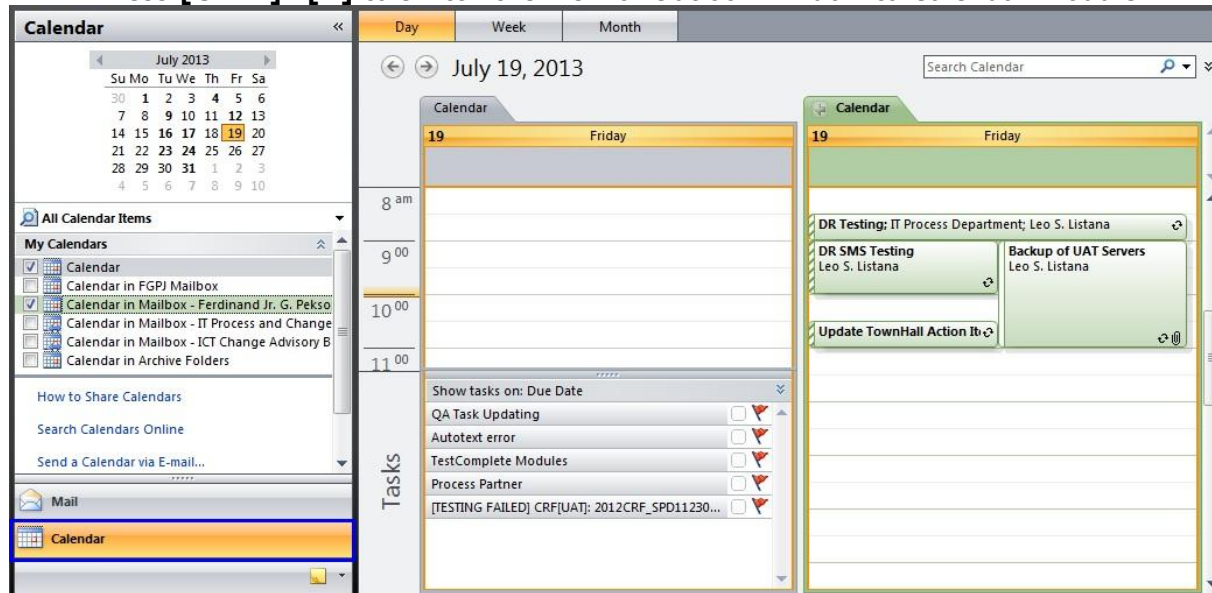 Calendar «
July 2013
Su Mo Tu We Th Fr Sa
30 1 2 3 4 5 6
7 8 9 10 11 12 13
14 15 16 17 18 19 20
21 22 23 24 25 26 27
28 29 30 31 1 2 3
4 5 6 7 8 9 10
All Calendar Items
My Calendars
Calendar
Calendar in FGPJ Mailbox
Calendar in Mailbox - Ferdinand Jr. G. Pekso
Calendar in Mailbox - IT Process and Change
Calendar in Mailbox - ICT Change Advisory B
Calendar in Archive Folders
How to Share Calendars
Search Calendars Online
Send a Calendar via E-mail...
Mail
Calendar
Day Week Month
July 19, 2013
Search Calendar
Calendar
19 Friday
8 am
9 00
10 00
11 00
Tasks
Show tasks on: Due Date
QA Task Updating
Autotext error
TestComplete Modules
Process Partner
[TESTING FAILED] CRF[UAT]: 2012CRF_SPD11230...
Calendar
19 Friday
DR Testing; IT Process Department; Leo S. Listana
DR SMS Testing
Leo S. Listana
Backup of UAT Servers
Leo S. Listana
Update TownHall Action It